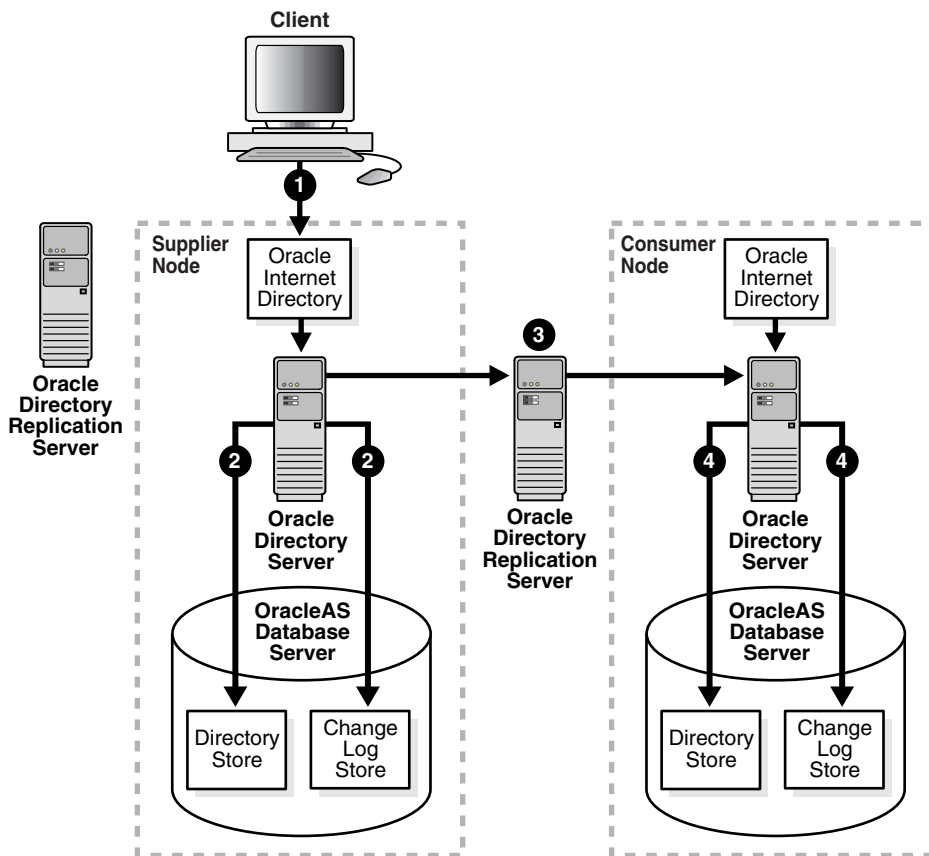 Client
1
Supplier
Node
Oracle
Internet
Directory
Consumer
Node
Oracle
Internet
Directory
3
Oracle
Directory
Replication
Server
2
2
4
4
Oracle
Directory
Server
Oracle
Directory
Replication
Server
Oracle
Directory
Server
OracleAS
Database
Server
OracleAS
Database
Server
Directory
Store
Change
Log
Store
Directory
Store
Change
Log
Store